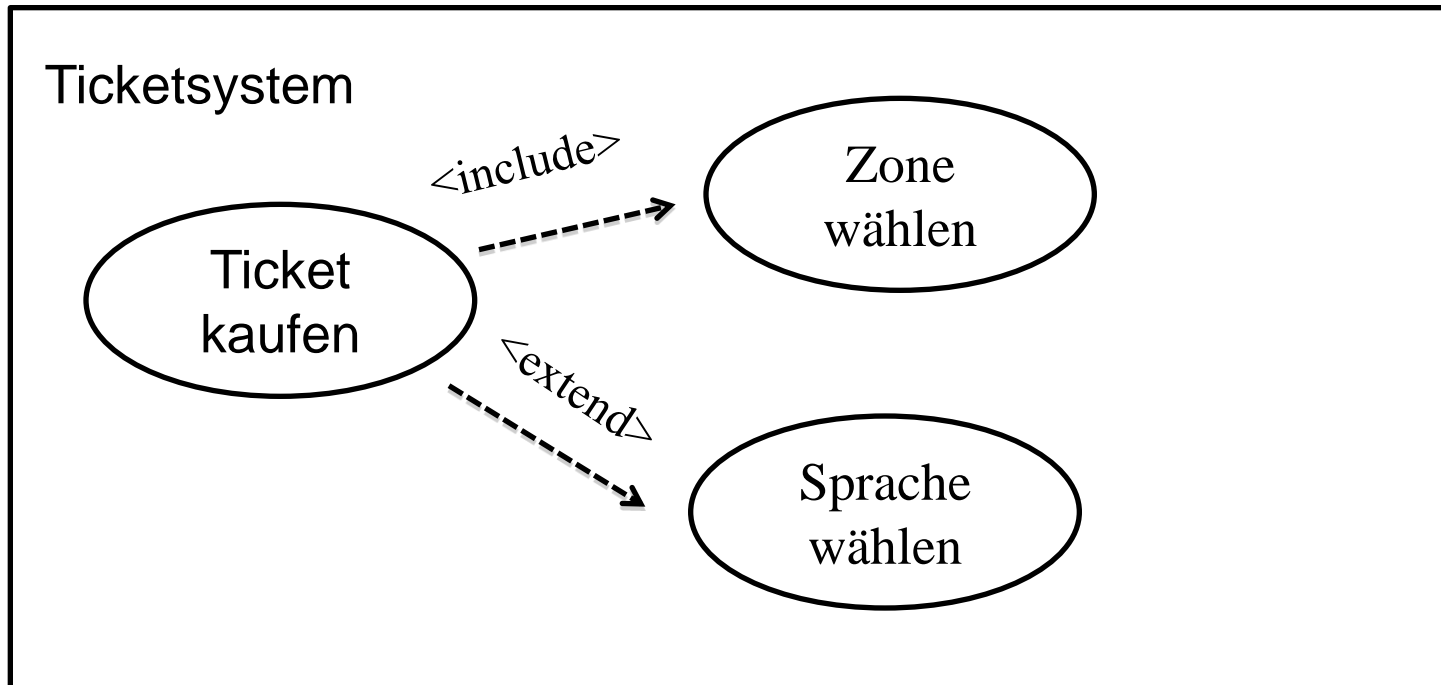 Ticketsystem
<include>
Zone
wählen
Ticket
kaufen
<extend>
Sprache
wählen